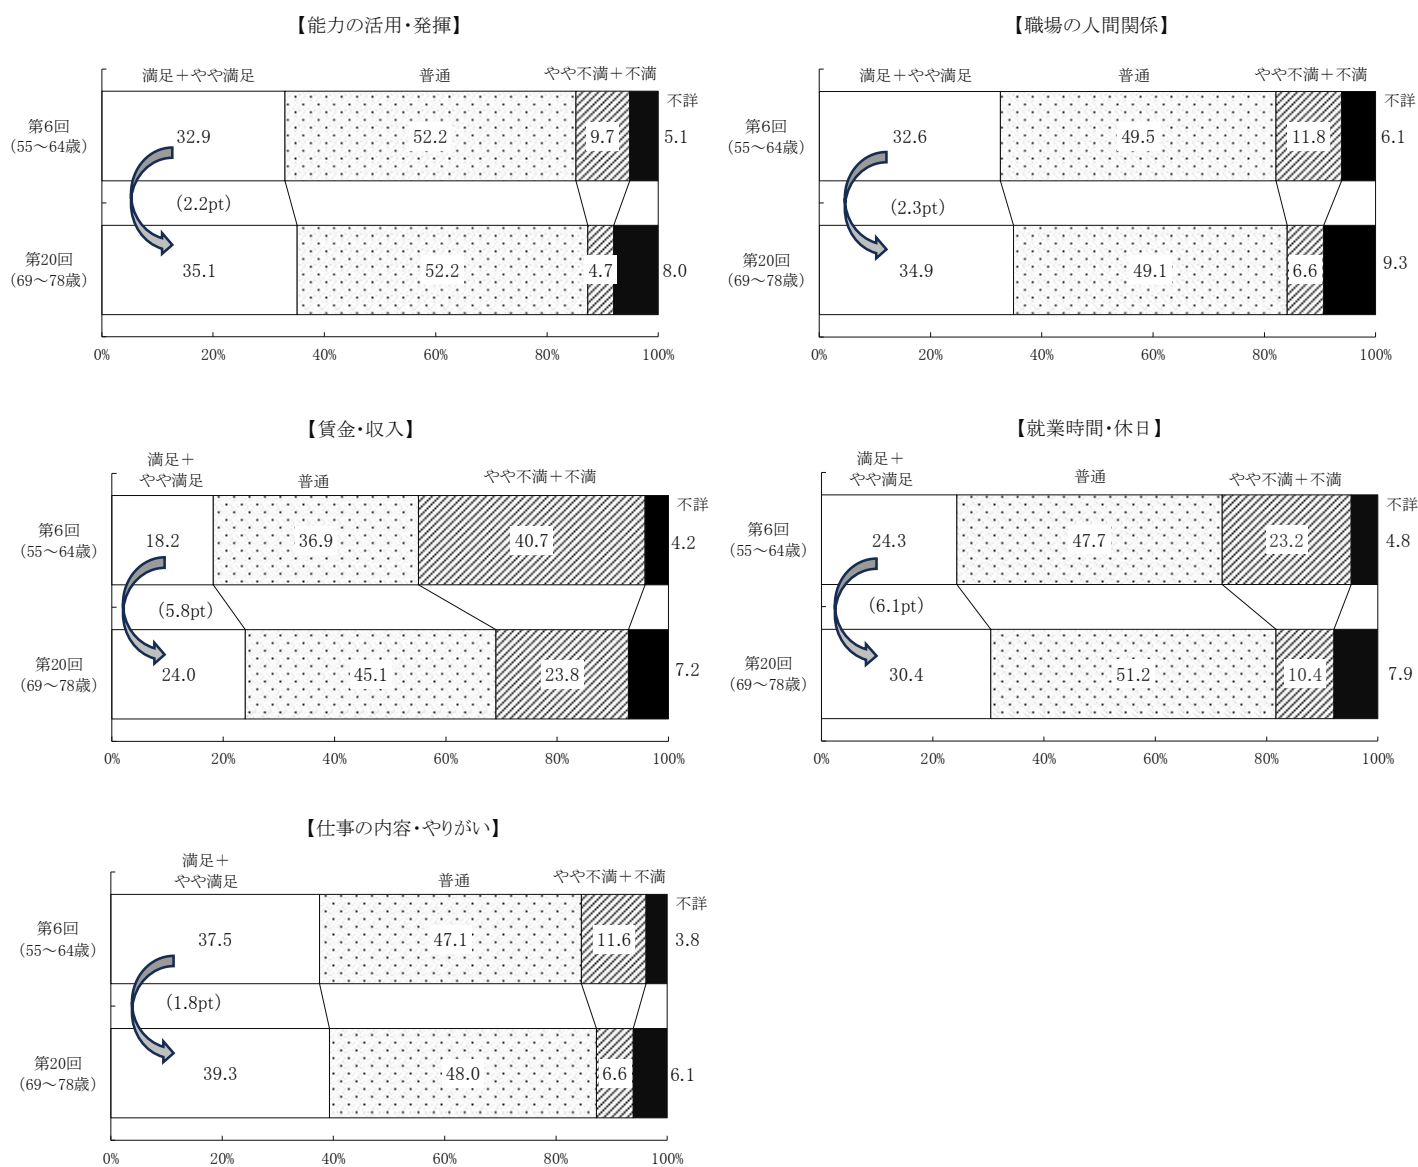 【能力の活用・発揮】
満足＋やや満足
普通
やや不満＋不満
不詳
第6回
（55～64歳）
32.9
52.2
9.7
5.1
（2.2pt）
第20回
（69～78歳）
35.1
52.2
4.7
8.0
0%
20%
40%
60%
80%
100%
【職場の人間関係】
満足＋やや満足
普通
やや不満＋不満
不詳
第6回
（55～64歳）
32.6
49.5
11.8
6.1
（2.3pt）
第20回
（69～78歳）
34.9
49.1
6.6
9.3
0%
20%
40%
60%
80%
100%
【賃金・収入】
満足＋
やや満足
普通
やや不満＋不満
不詳
第6回
（55～64歳）
18.2
36.9
40.7
4.2
（5.8pt）
第20回
（69～78歳）
24.0
45.1
23.8
7.2
0%
20%
40%
60%
80%
100%
【就業時間・休日】
満足＋
やや満足
普通
やや不満＋不満
不詳
第6回
（55～64歳）
24.3
47.7
23.2
4.8
（6.1pt）
第20回
（69～78歳）
30.4
51.2
10.4
7.9
0%
20%
40%
60%
80%
100%
【仕事の内容・やりがい】
満足＋
やや満足
普通
やや不満＋不満
不詳
第6回
（55～64歳）
37.5
47.1
11.6
3.8
（1.8pt）
第20回
（69～78歳）
39.3
48.0
6.6
6.1
0%
20%
40%
60%
80%
100%